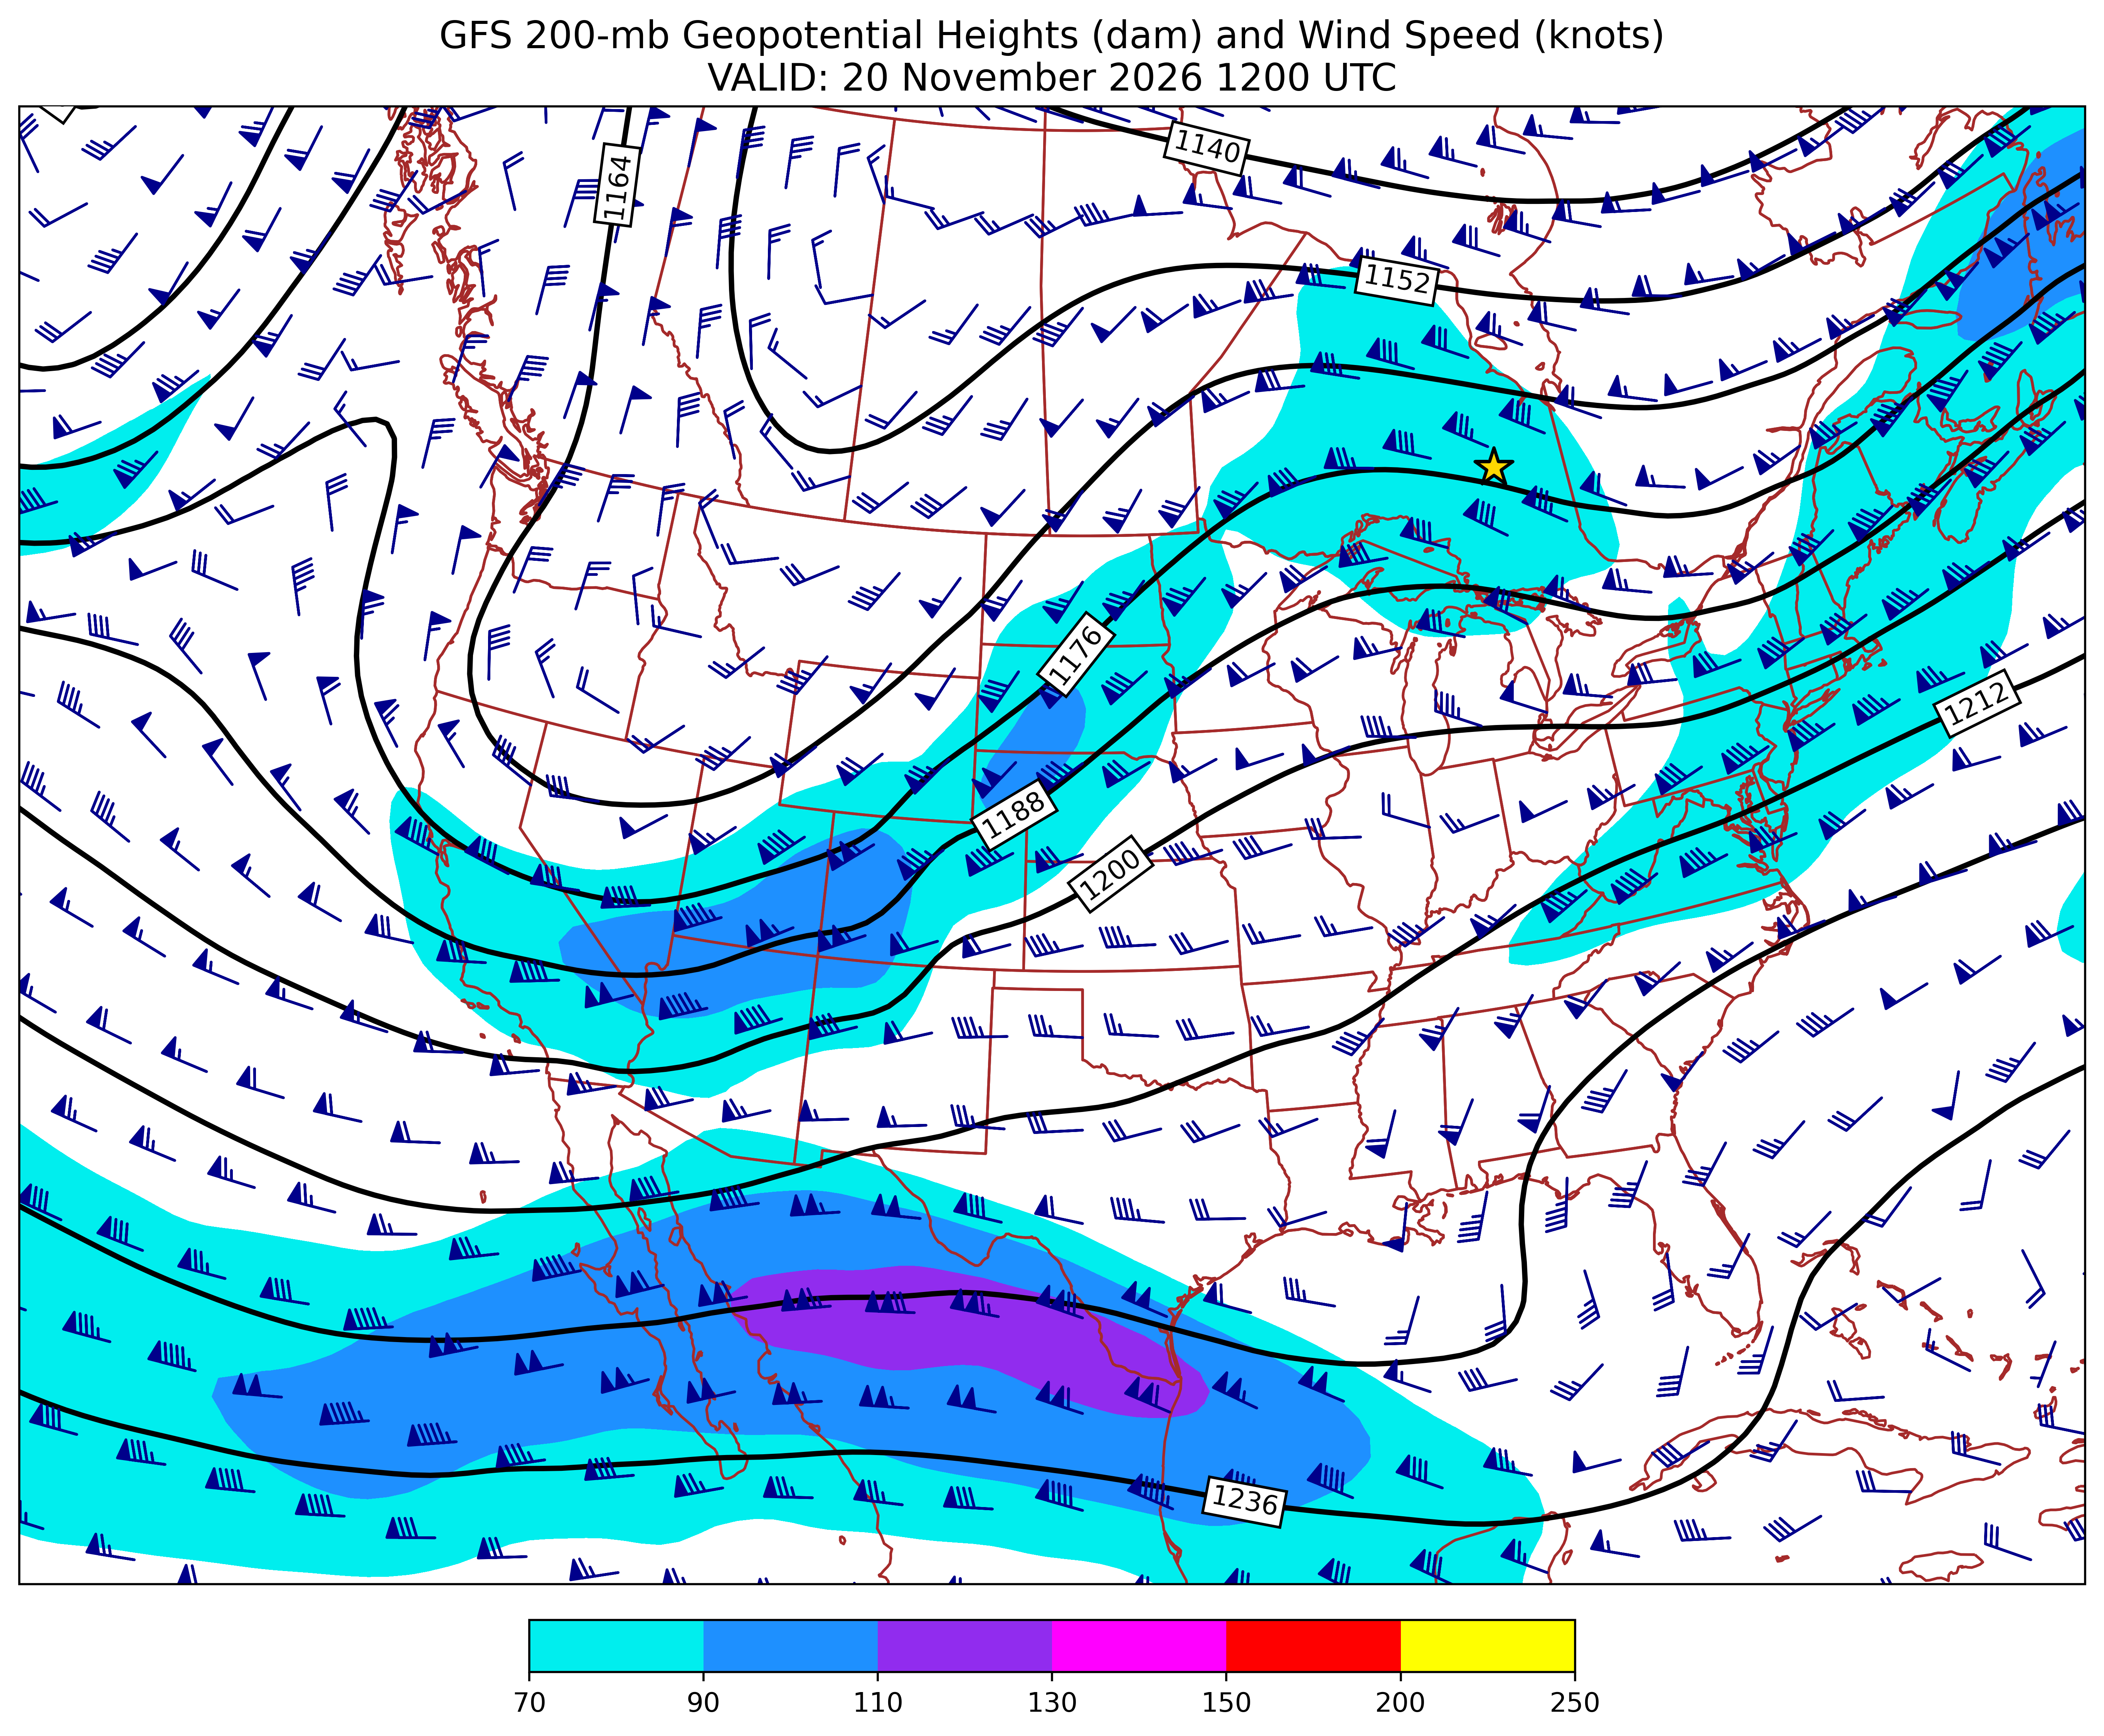 GFS 200-mb Geopotential Heights (dam) and Wind Speed (knots)
VALID: 20 November 2026 1200 UTC
1140
1164
1152
1176
1212
1188
1200
1236
70 90 110 130 150 200 250